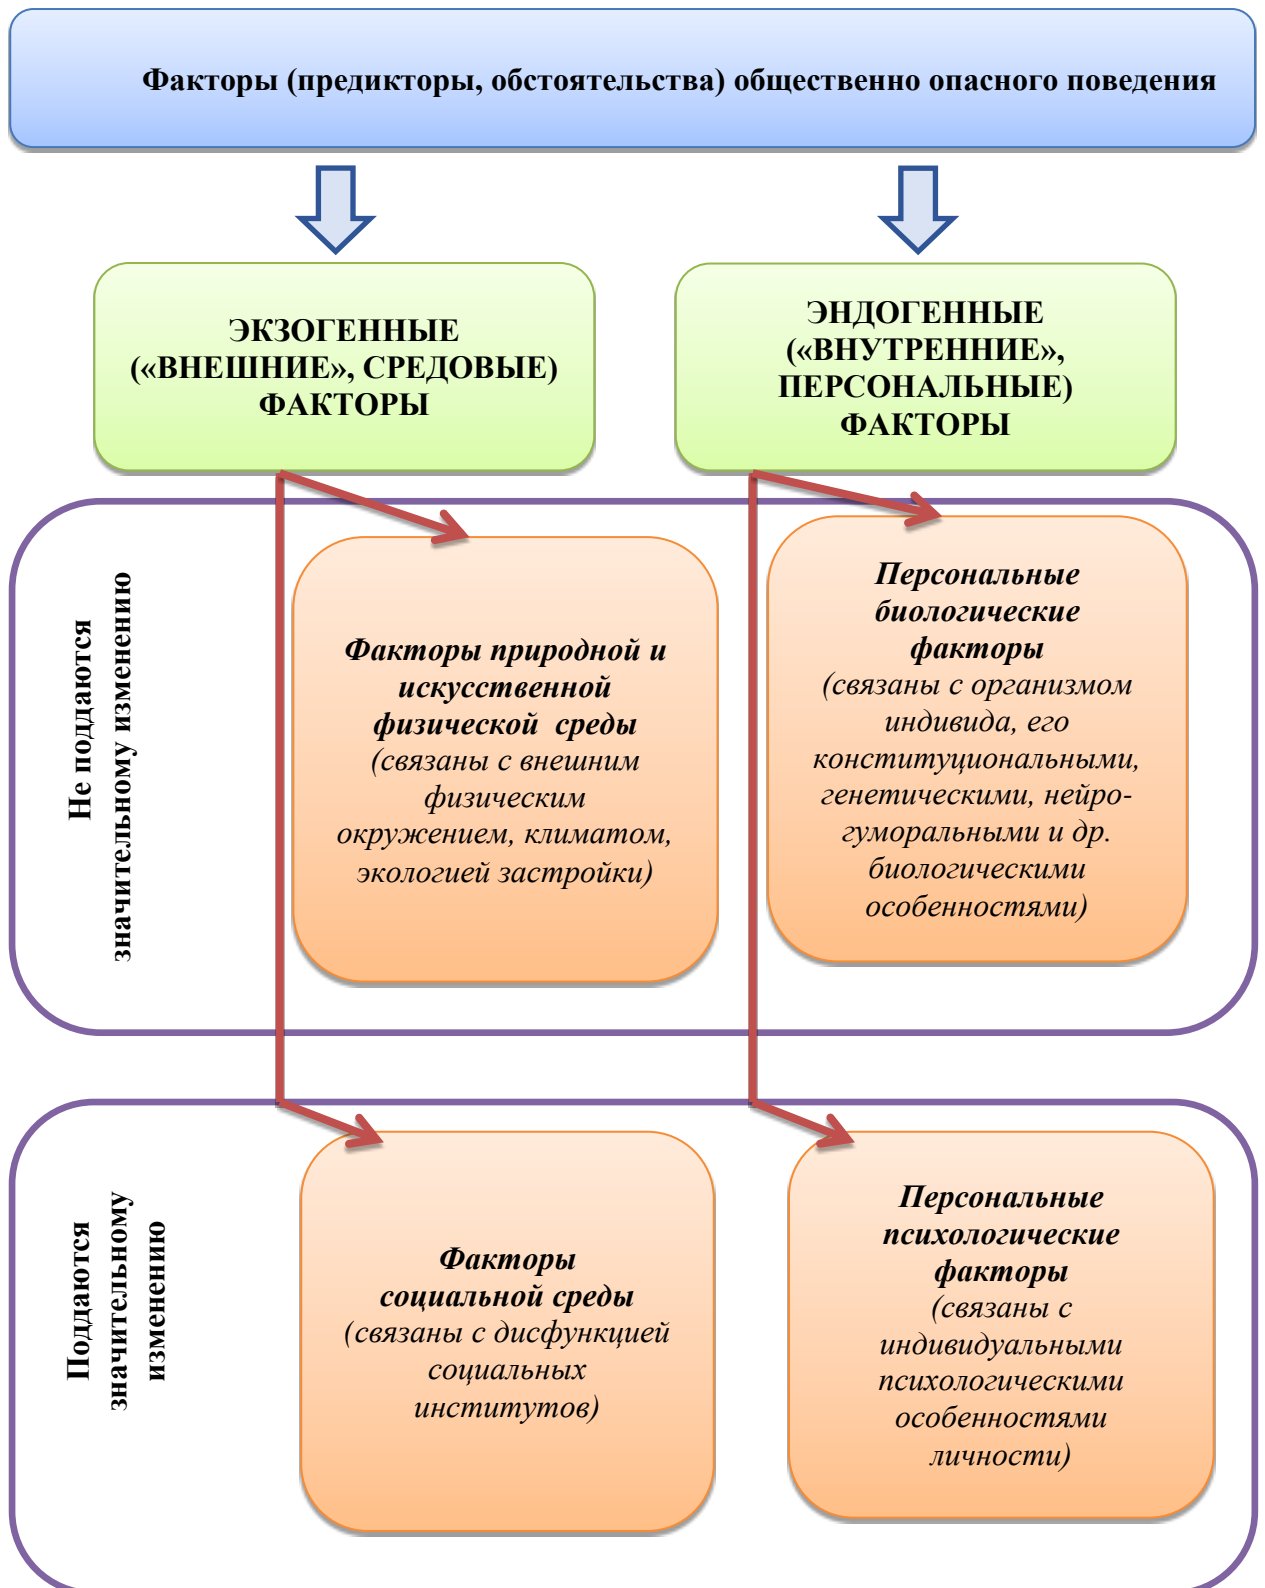 Факторы (предикторы, обстоятельства) общественно опасного поведения
ЭКЗОГЕННЫЕ
(«ВНЕШНИЕ», СРЕДОВЫЕ)
ФАКТОРЫ
ЭНДОГЕННЫЕ
(«ВНУТРЕННИЕ»,
ПЕРСОНАЛЬНЫЕ)
ФАКТОРЫ
Не поддаются
значительному изменению
Факторы природной и
искусственной
физической среды
(связаны с внешним
физическим
окружением, климатом,
экологией застройки)
Персональные
биологические
факторы
(связаны с организмом
индивида, его
конституциональными,
генетическими, нейро-
гуморальными и др.
биологическими
особенностями)
Поддаются
значительному
изменению
Факторы
социальной среды
(связаны с дисфункцией
социальных
институтов)
Персональные
психологические
факторы
(связаны с
индивидуальными
психологическими
особенностями
личности)